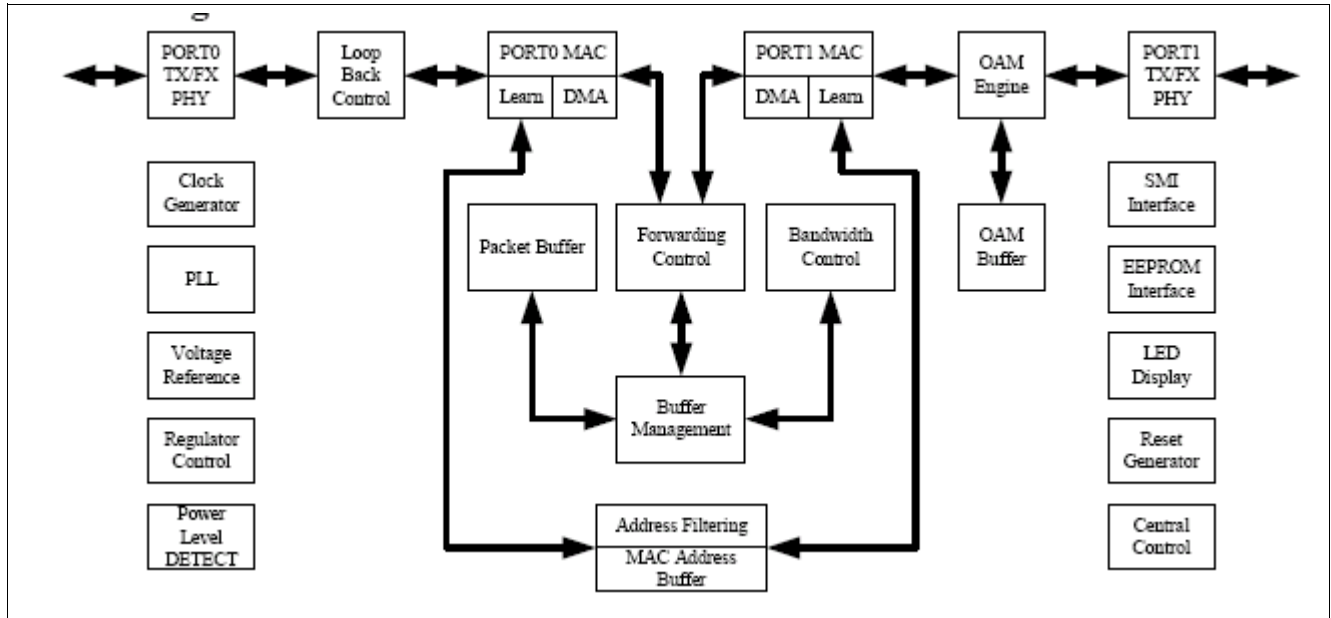 PORT0
TX/FX
PHY
Loop
Back
Control
PORT0 MAC
Learn
DMA
PORT1 MAC
DMA
Learn
OAM
Engine
PORT1
TX/FX
PHY
Clock
Generator
SMI
Interface
Packet Buffer
Forwarding
Control
Bandwidth
Control
OAM
Buffer
PLL
EEPROM
Interface
Voltage
Reference
LED
Display
Buffer
Management
Regulator
Control
Reset
Generator
Power
Level
DETECT
Address Filtering
MAC Address
Buffer
Central
Control